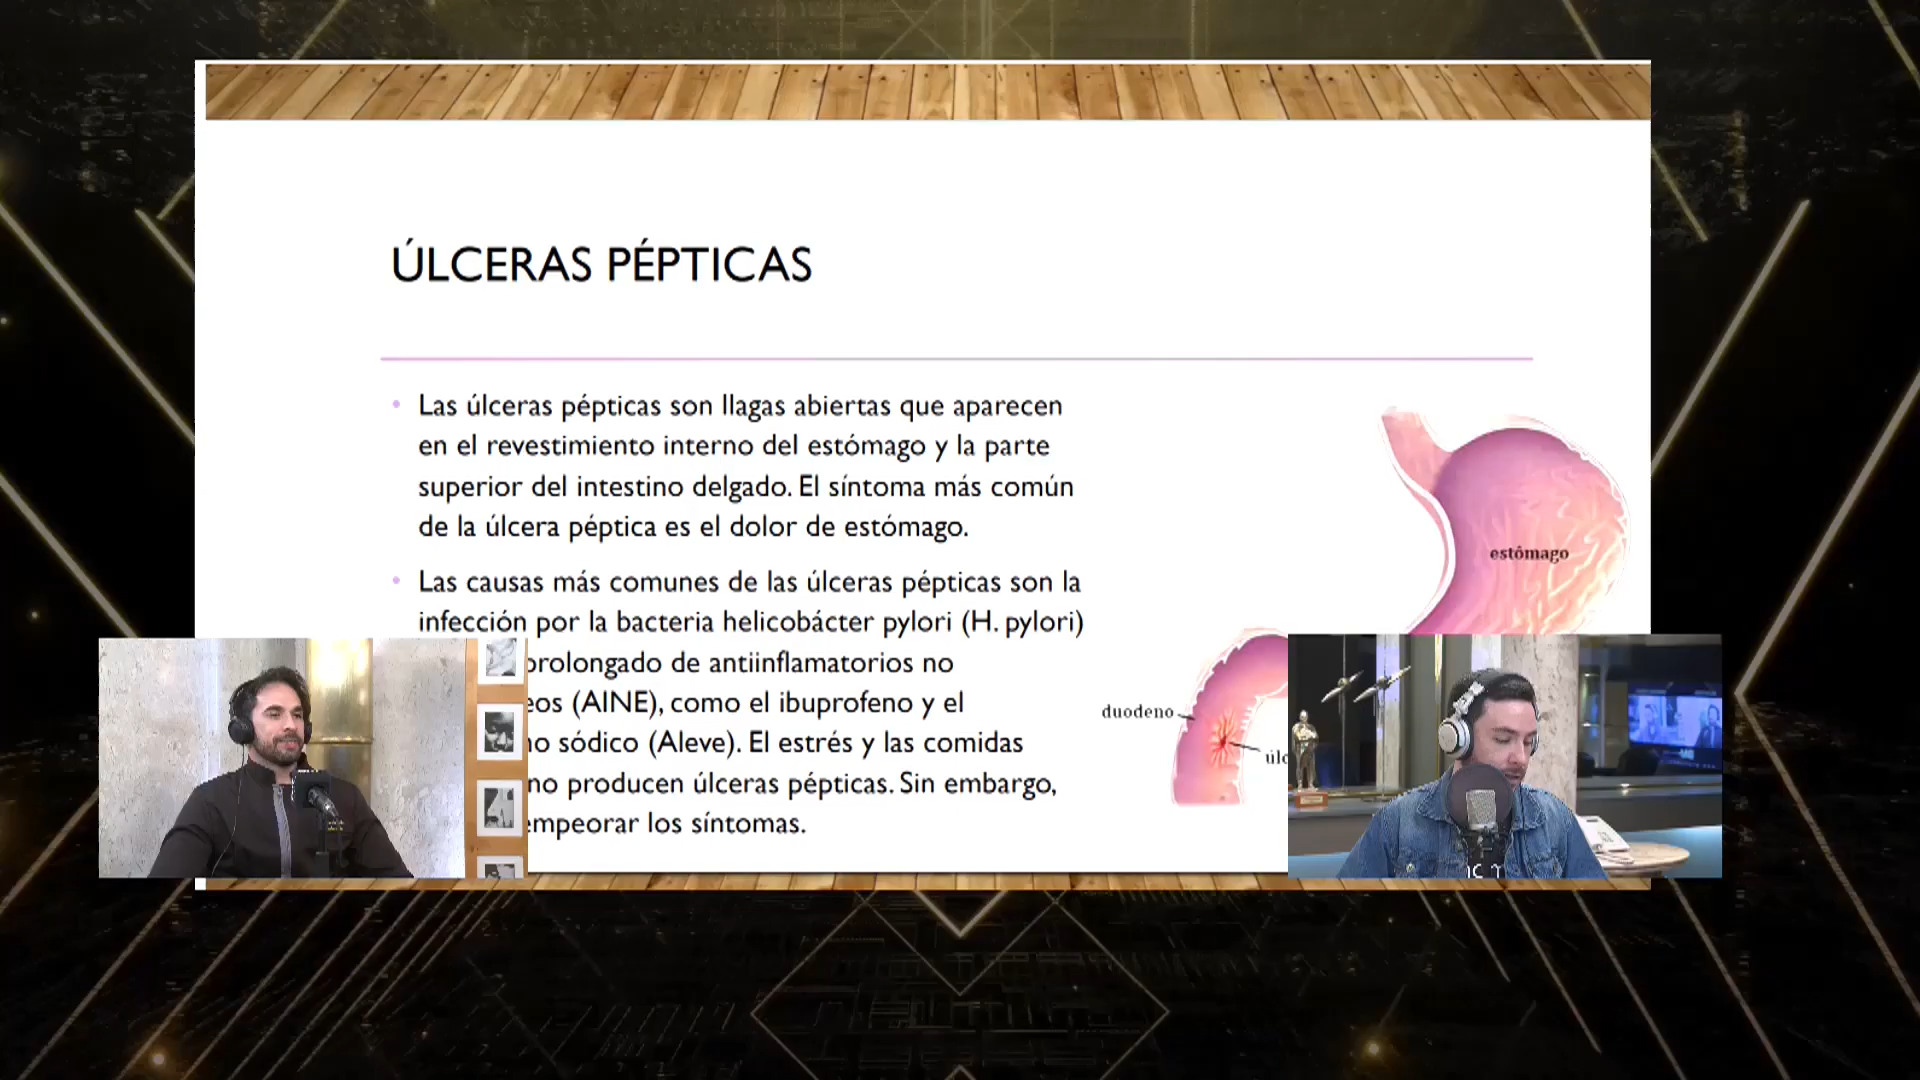 ÚLCERAS PÉPTICAS
• Las úlceras pépticas son llagas abiertas que aparecen
en el revestimiento interno del estómago y la parte
superior del intestino delgado. El síntoma más común
de la úlcera péptica es el dolor de estómago.
• Las causas más comunes de las úlceras pépticas son la
infección por la bacteria helicobácter pylori (H. pylori)
prolongado de antiinflamatorios no
(AINE), como el ibuprofeno y el
sódico (Aleve). El estrés y las comidas
no producen úlceras pépticas. Sin embargo,
empeorar los síntomas.
estômago
duodeno